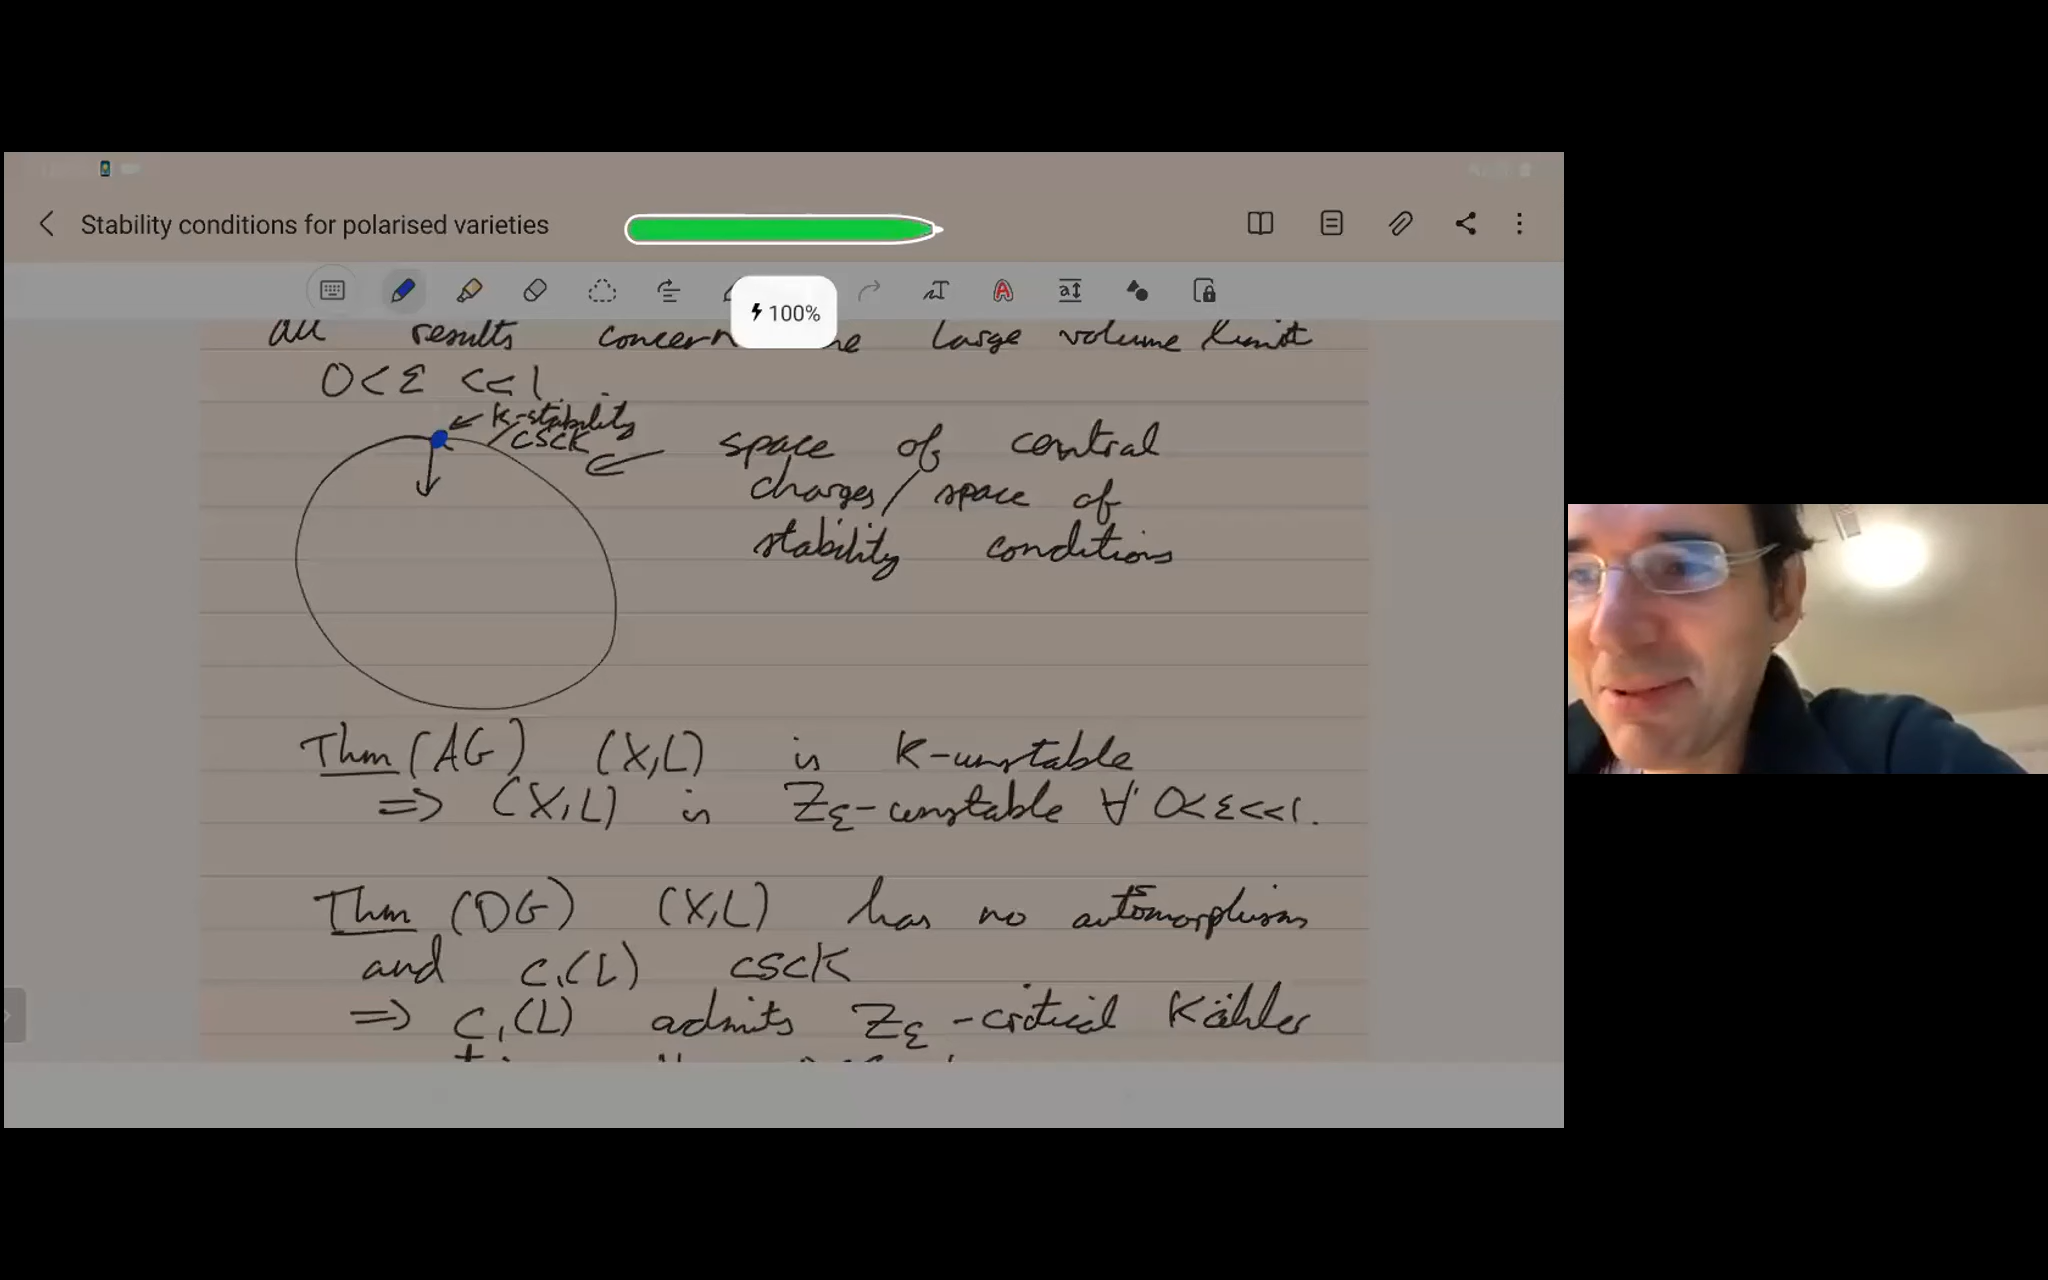 Stability conditions for polarised varieties
100%
all results concern large volume limit
0 < ε << 1
K-stability
/ cscK
space of central
charges / space of
stability conditions
Thm (AG) (X,L) is K-unstable
=> (X,L) is Z_ε-unstable ∀ 0<ε<<1.
Thm (DG) (X,L) has no automorphisms
and c₁(L) cscK
=> c₁(L) admits Z_ε-critical Kähler